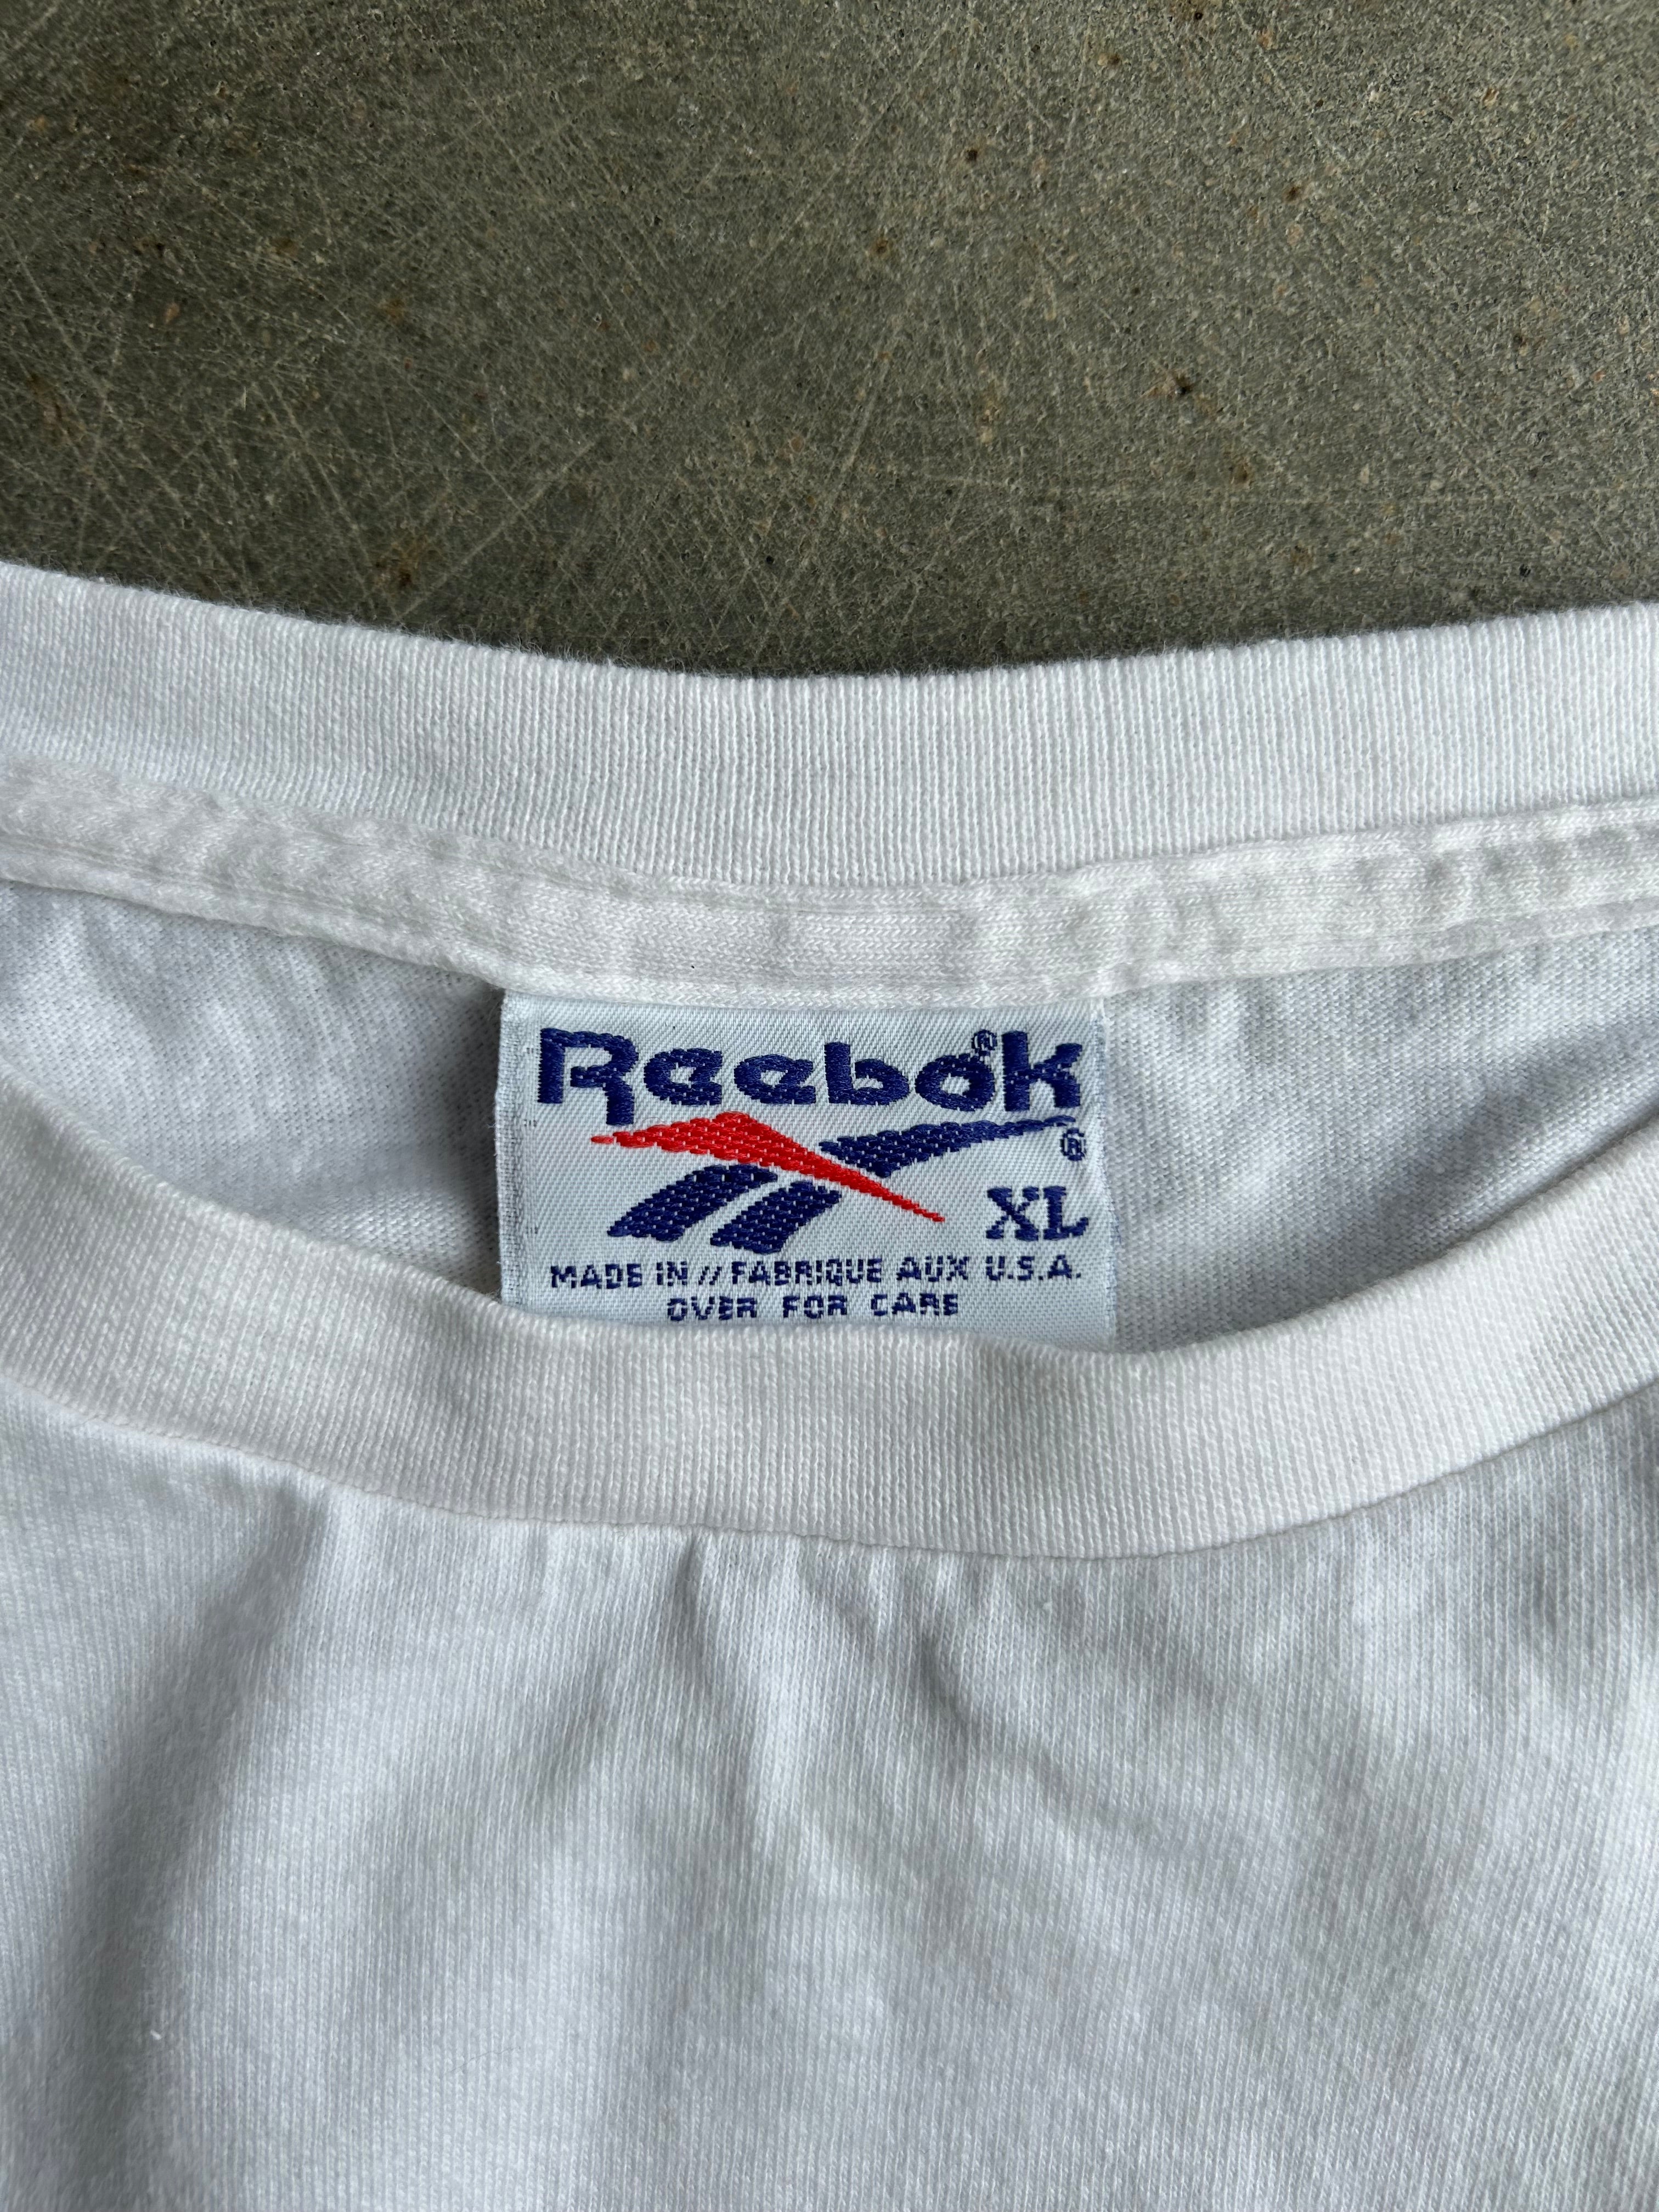 Reebok®
®
XL
MADE IN // FABRIQUE AUX U.S.A.
OVER FOR CARE